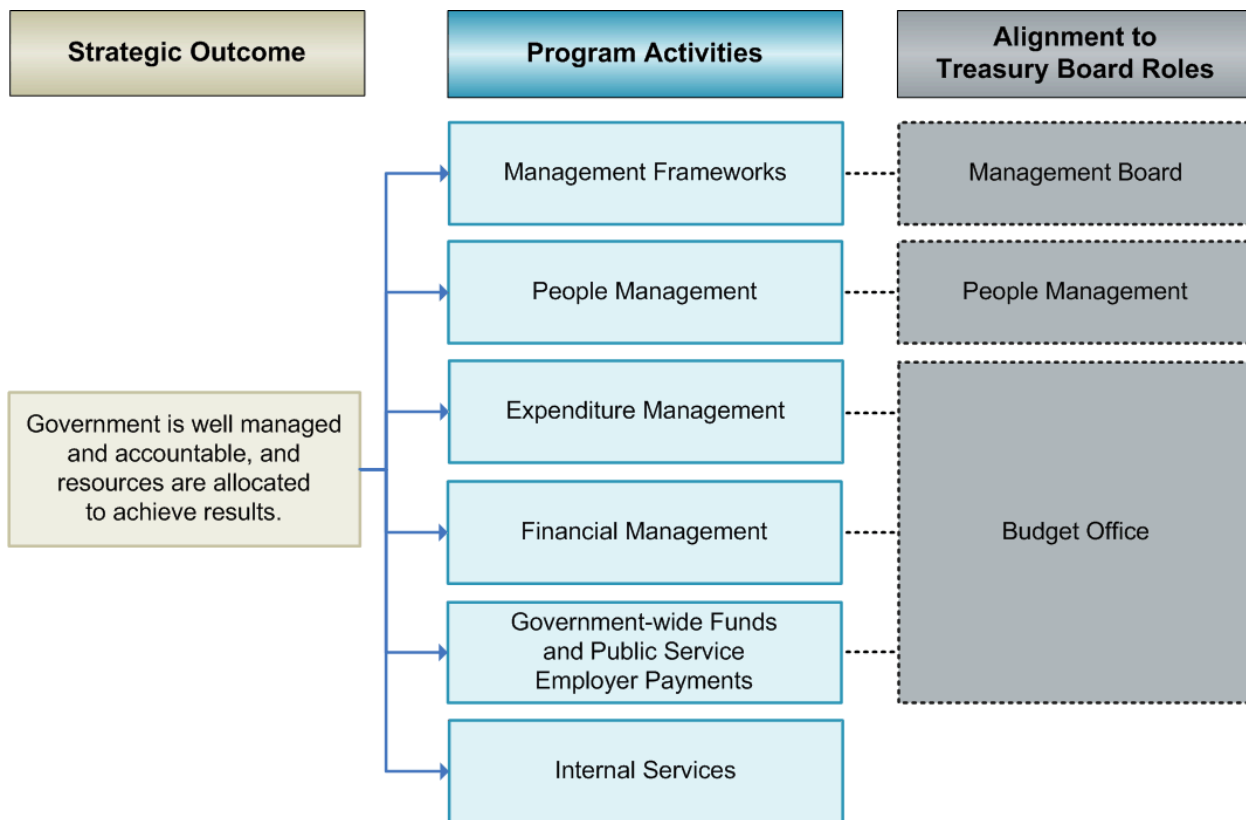 Strategic Outcome
Program Activities
Alignment to
Treasury Board Roles
Management Frameworks
Management Board
People Management
People Management
Government is well managed
and accountable, and
resources are allocated
to achieve results.
Expenditure Management
Financial Management
Budget Office
Government-wide Funds
and Public Service
Employer Payments
Internal Services